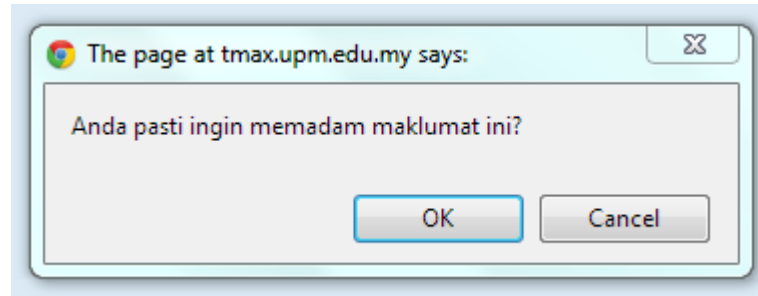 The page at tmax.upm.edu.my says:
Anda pasti ingin memadam maklumat ini?
OK Cancel